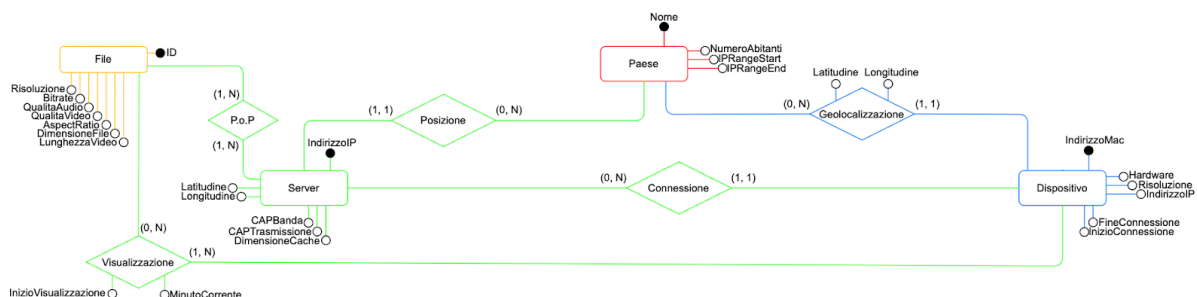 Nome
File
ID
NumeroAbitanti
IPRangeStart
IPRangeEnd
Paese
Latitudine
Longitudine
Risoluzione
Bitrate
QualitaAudio
QualitaVideo
AspectRatio
DimensioneFile
LunghezzaVideo
(1, N)
P.o.P
(1, N)
(1, 1)
Posizione
(0, N)
(0, N)
Geolocalizzazione
(1, 1)
IndirizzoIP
IndirizzoMac
Latitudine
Longitudine
Server
(0, N)
Connessione
(1, 1)
Dispositivo
Hardware
Risoluzione
IndirizzoIP
CAPBanda
CAPTrasmissione
DimensioneCache
FineConnessione
InizioConnessione
(0, N)
(1, N)
Visualizzazione
InizioVisualizzazione
MinutoCorrente